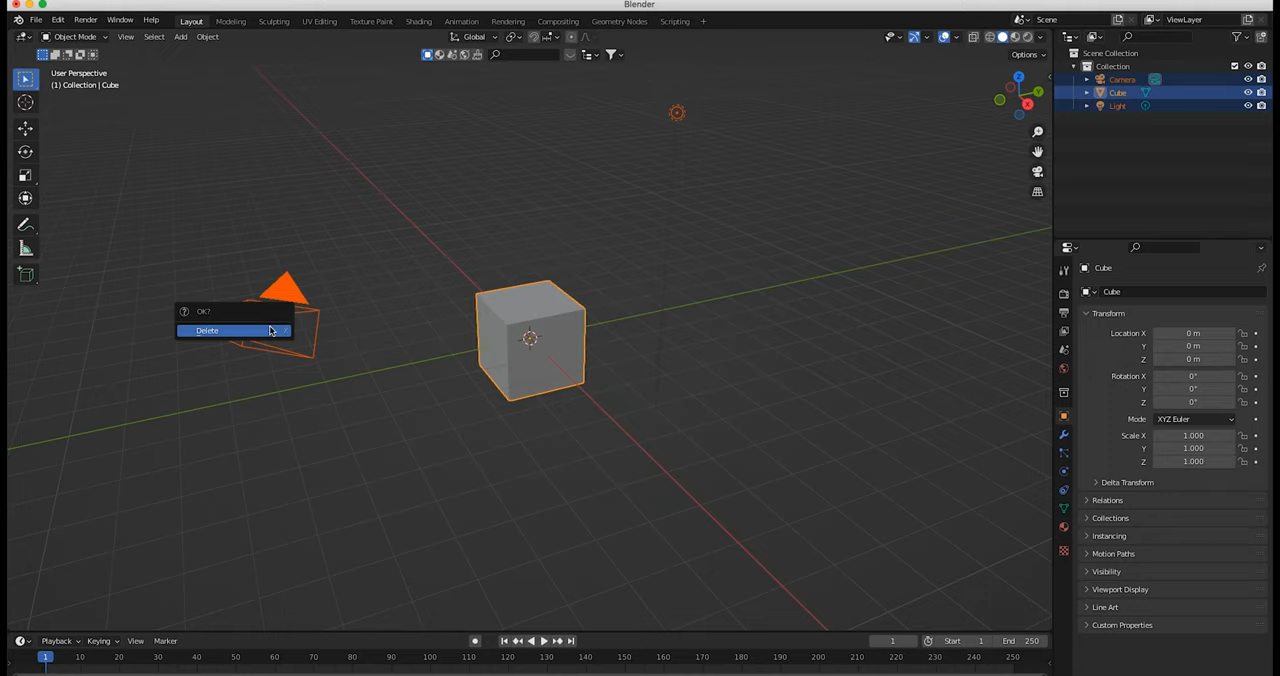 Blender
File Edit Render Window Help Layout Modeling Sculpting UV Editing Texture Paint Shading Animation Rendering Compositing Geometry Nodes Scripting + Scene ViewLayer
Object Mode View Select Add Object Global
Options
User Perspective
(1) Collection | Cube
Z
Y
X
Scene Collection
Collection
Camera
Cube
Light
OK?
Delete X
Cube
Cube
Transform
Location X 0 m
Y 0 m
Z 0 m
Rotation X 0°
Y 0°
Z 0°
Mode XYZ Euler
Scale X 1.000
Y 1.000
Z 1.000
Delta Transform
Relations
Collections
Instancing
Motion Paths
Visibility
Viewport Display
Line Art
Custom Properties
Playback Keying View Marker 1 Start 1 End 250
1 10 20 30 40 50 60 70 80 90 100 110 120 130 140 150 160 170 180 190 200 210 220 230 240 250